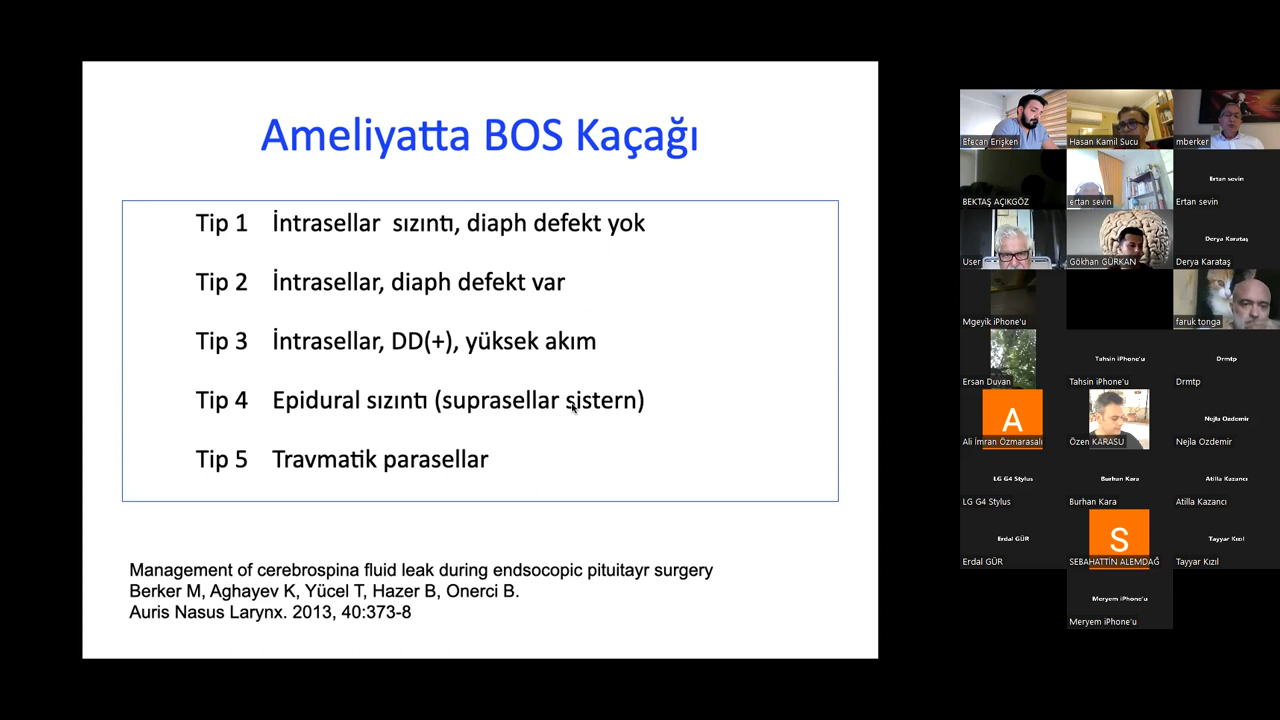 Ameliyatta BOS Kaçağı
Tip 1 İntrasellar sızıntı, diaph defekt yok
Tip 2 İntrasellar, diaph defekt var
Tip 3 İntrasellar, DD(+), yüksek akım
Tip 4 Epidural sızıntı (suprasellar sistern)
Tip 5 Travmatik parasellar
Management of cerebrospina fluid leak during endsocopic pituitayr surgery
Berker M, Aghayev K, Yücel T, Hazer B, Onerci B.
Auris Nasus Larynx. 2013, 40:373-8
Efecan Erişken
Hasan Kamil Sucu
mberker
BEKTAŞ AÇIKGÖZ
ertan sevin
Ertan sevin
Ertan sevin
User
Gökhan GÜRKAN
Derya Karataş
Derya Karataş
Mgeyik iPhone'u
faruk tonga
Ersan Duvan
Tahsin iPhone'u
Tahsin iPhone'u
Drmtp
Drmtp
A
Ali İmran Özmarasalı
Özen KARASU
Nejla Ozdemir
Nejla Ozdemir
LG G4 Stylus
LG G4 Stylus
Burhan Kara
Burhan Kara
Atilla Kazancı
Atilla Kazancı
Erdal GÜR
Erdal GÜR
S
SEBAHATTİN ALEMDAĞ
Tayyar Kızıl
Tayyar Kızıl
Meryem iPhone'u
Meryem iPhone'u